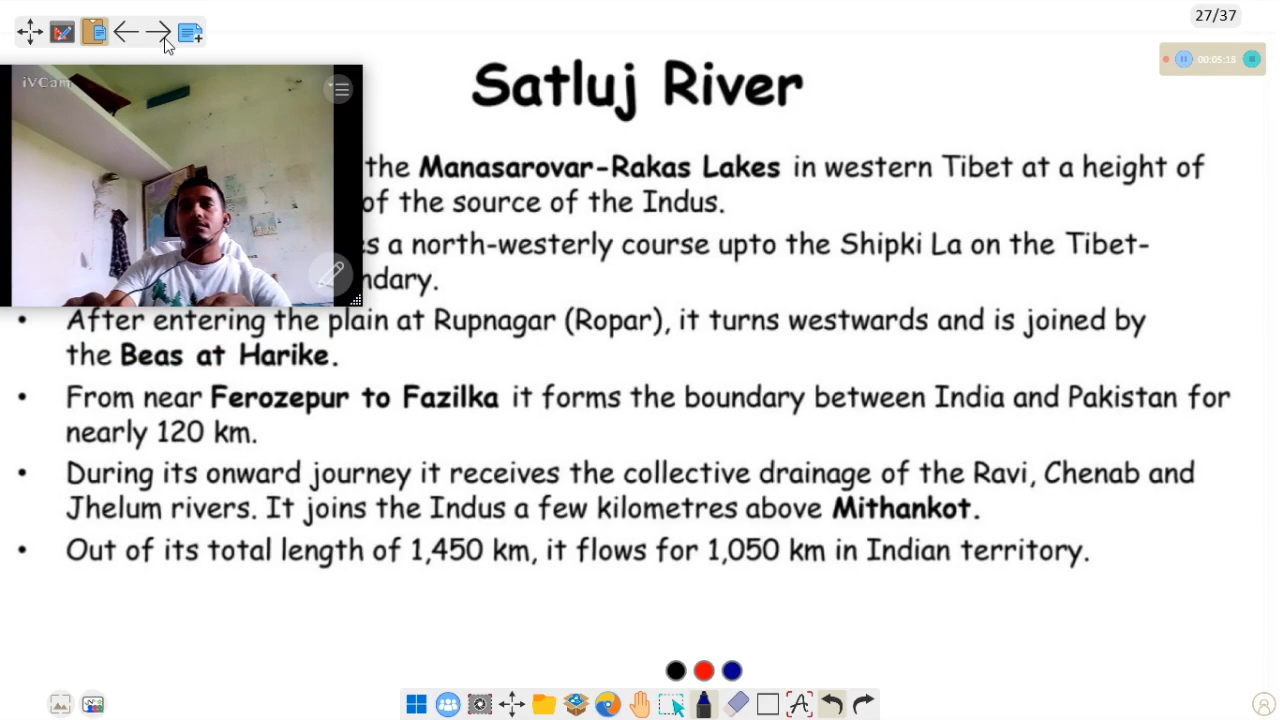 27/37
00:05:18
iVCam
Satluj River
the Manasarovar-Rakas Lakes in western Tibet at a height of
of the source of the Indus.
s a north-westerly course upto the Shipki La on the Tibet-
ndary.
• After entering the plain at Rupnagar (Ropar), it turns westwards and is joined by
the Beas at Harike.
• From near Ferozepur to Fazilka it forms the boundary between India and Pakistan for
nearly 120 km.
• During its onward journey it receives the collective drainage of the Ravi, Chenab and
Jhelum rivers. It joins the Indus a few kilometres above Mithankot.
• Out of its total length of 1,450 km, it flows for 1,050 km in Indian territory.